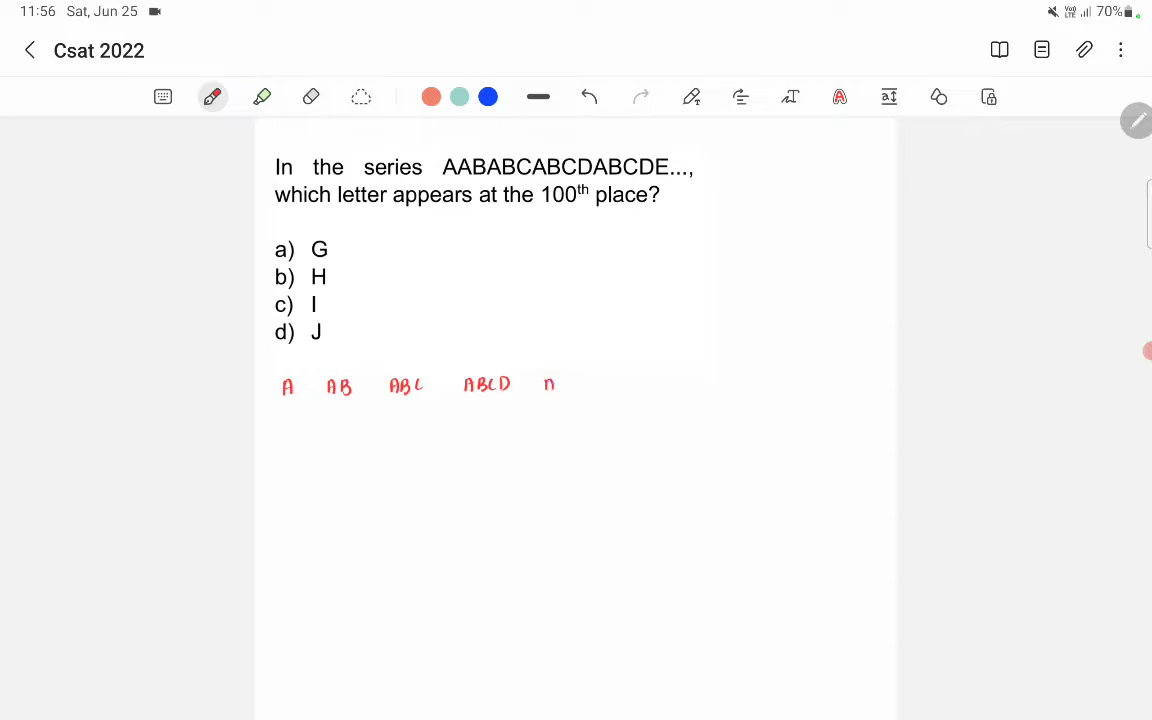 11:56 Sat, Jun 25 70%
Csat 2022
In the series AABABCABCDABCDE...,
which letter appears at the 100th place?
a) G
b) H
c) I
d) J
A AB ABC ABCD n